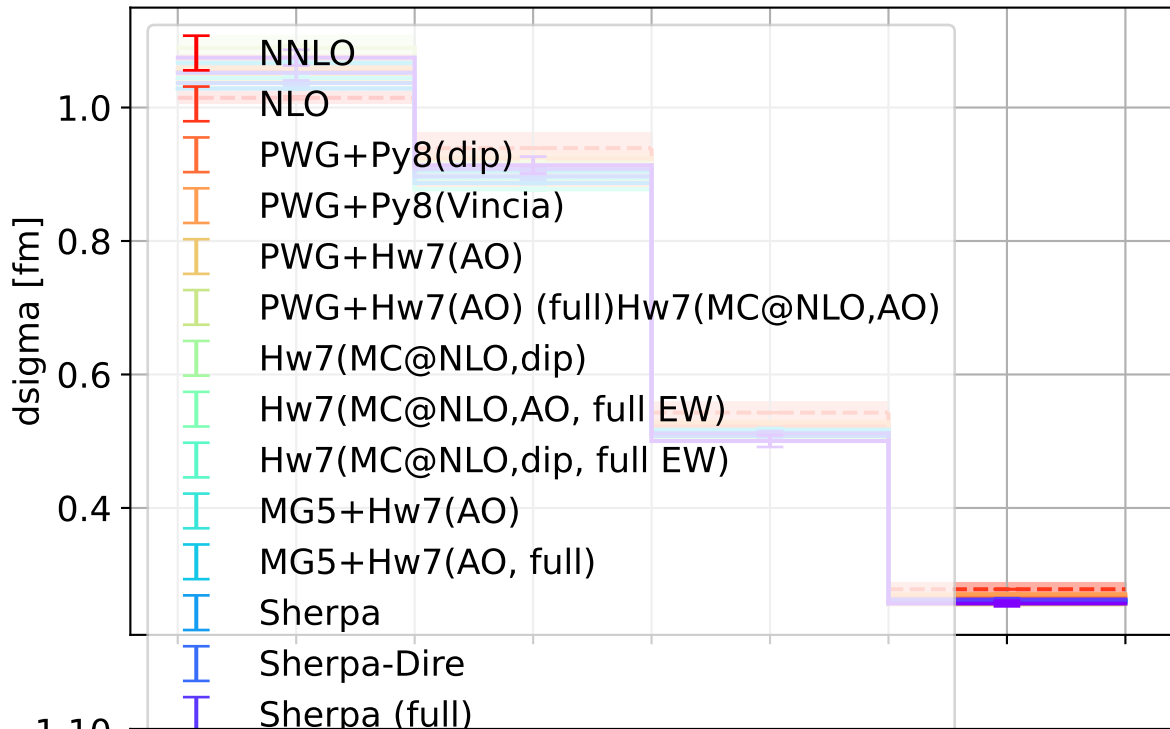 NNLO
1.0
NLO
PWG+Py8(dip)
PWG+Py8(Vincia)
0.8
PWG+Hw7(AO)
dsigma [fm]
PWG+Hw7(AO) (full)Hw7(MC@NLO,AO)
Hw7(MC@NLO,dip)
0.6
Hw7(MC@NLO,AO, full EW)
Hw7(MC@NLO,dip, full EW)
0.4
MG5+Hw7(AO)
MG5+Hw7(AO, full)
Sherpa
Sherpa-Dire
Sherpa (full)
1.10